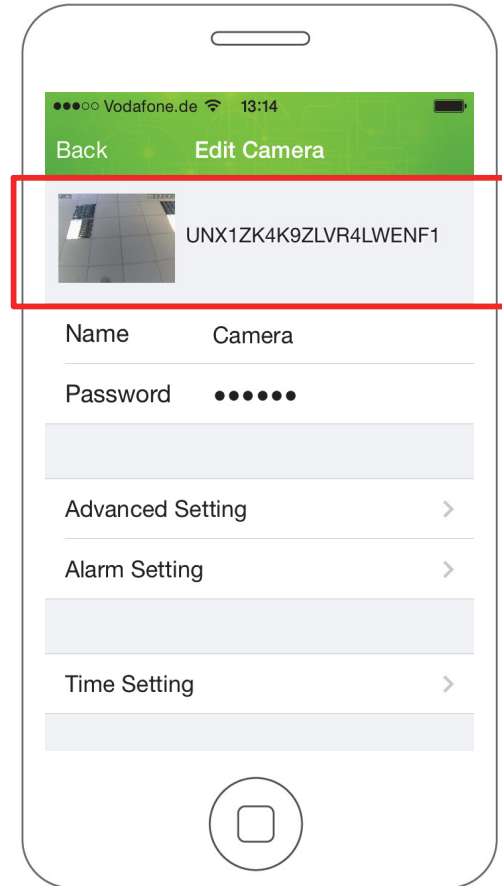 Vodafone.de 13:14
Back Edit Camera
UNX1ZK4K9ZLVR4LWENF1
Name Camera
Password ●●●●●●
Advanced Setting
Alarm Setting
Time Setting